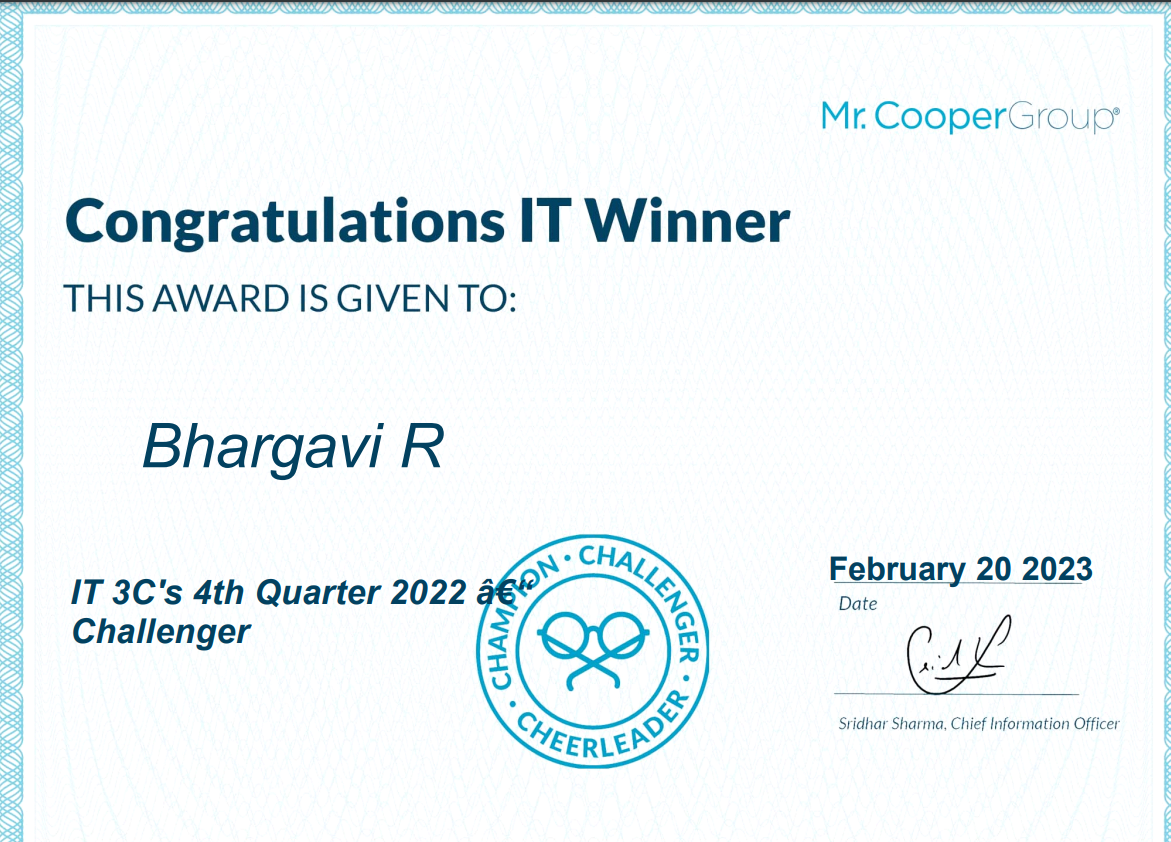 Mr. CooperGroup®
Congratulations IT Winner
THIS AWARD IS GIVEN TO:
Bhargavi R
IT 3C's 4th Quarter 2022 â€“
Challenger
CHAMPION · CHALLENGER · CHEERLEADER ·
February 20 2023
Date
Sridhar Sharma, Chief Information Officer